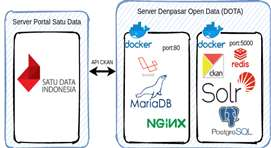 Server Portal Satu Data
SATU DATA
INDONESIA
API CKAN
Server Denpasar Open Data (DOTA)
docker
port:80
MariaDB
NGINX
docker
port:5000
ckan
redis
Solr
PostgreSQL